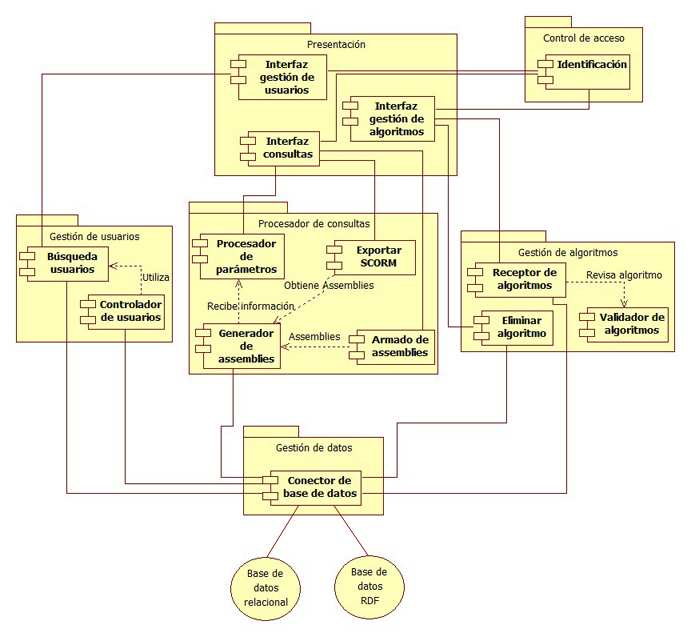 Presentación
Interfaz
gestión de
usuarios
Interfaz
gestión de
algoritmos
Interfaz
consultas
Control de acceso
Identificación
Gestión de usuarios
Búsqueda
usuarios
Utiliza
Controlador
de usuarios
Procesador de consultas
Procesador
de
parámetros
Exportar
SCORM
Obtiene Assemblies
Recibe información
Generador
de
assemblies
Assemblies
Armado de
assemblies
Gestión de algoritmos
Receptor de
algoritmos
Revisa algoritmo
Eliminar
algoritmo
Validador de
algoritmos
Gestión de datos
Conector de
base de datos
Base de
datos
relacional
Base de
datos
RDF